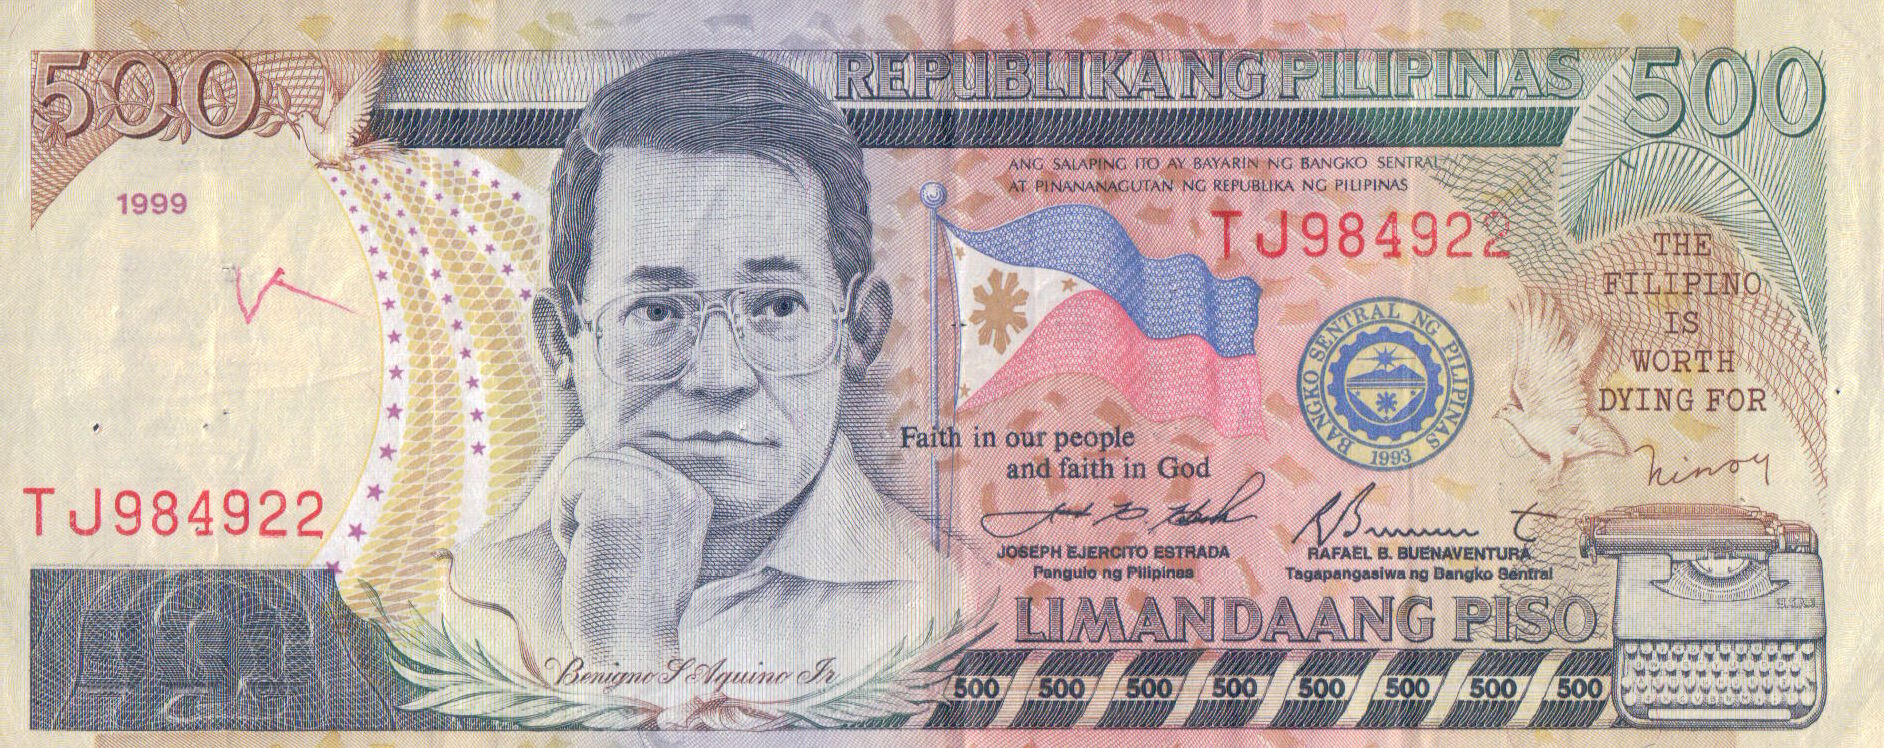 500
REPUBLIKA NG PILIPINAS
500
ANG SALAPING ITO AY BAYARIN NG BANGKO SENTRAL
AT PINANANAGUTAN NG REPUBLIKA NG PILIPINAS
1999
TJ984922
THE
FILIPINO
IS
WORTH
DYING FOR
Ninoy
BANGKO SENTRAL NG PILIPINAS
1993
Faith in our people
and faith in God
TJ984922
JOSEPH EJERCITO ESTRADA
Pangulo ng Pilipinas
RAFAEL B. BUENAVENTURA
Tagapangasiwa ng Bangko Sentral
LIMANDAANG PISO
Benigno S Aquino Jr
500 500 500 500 500 500 500 500